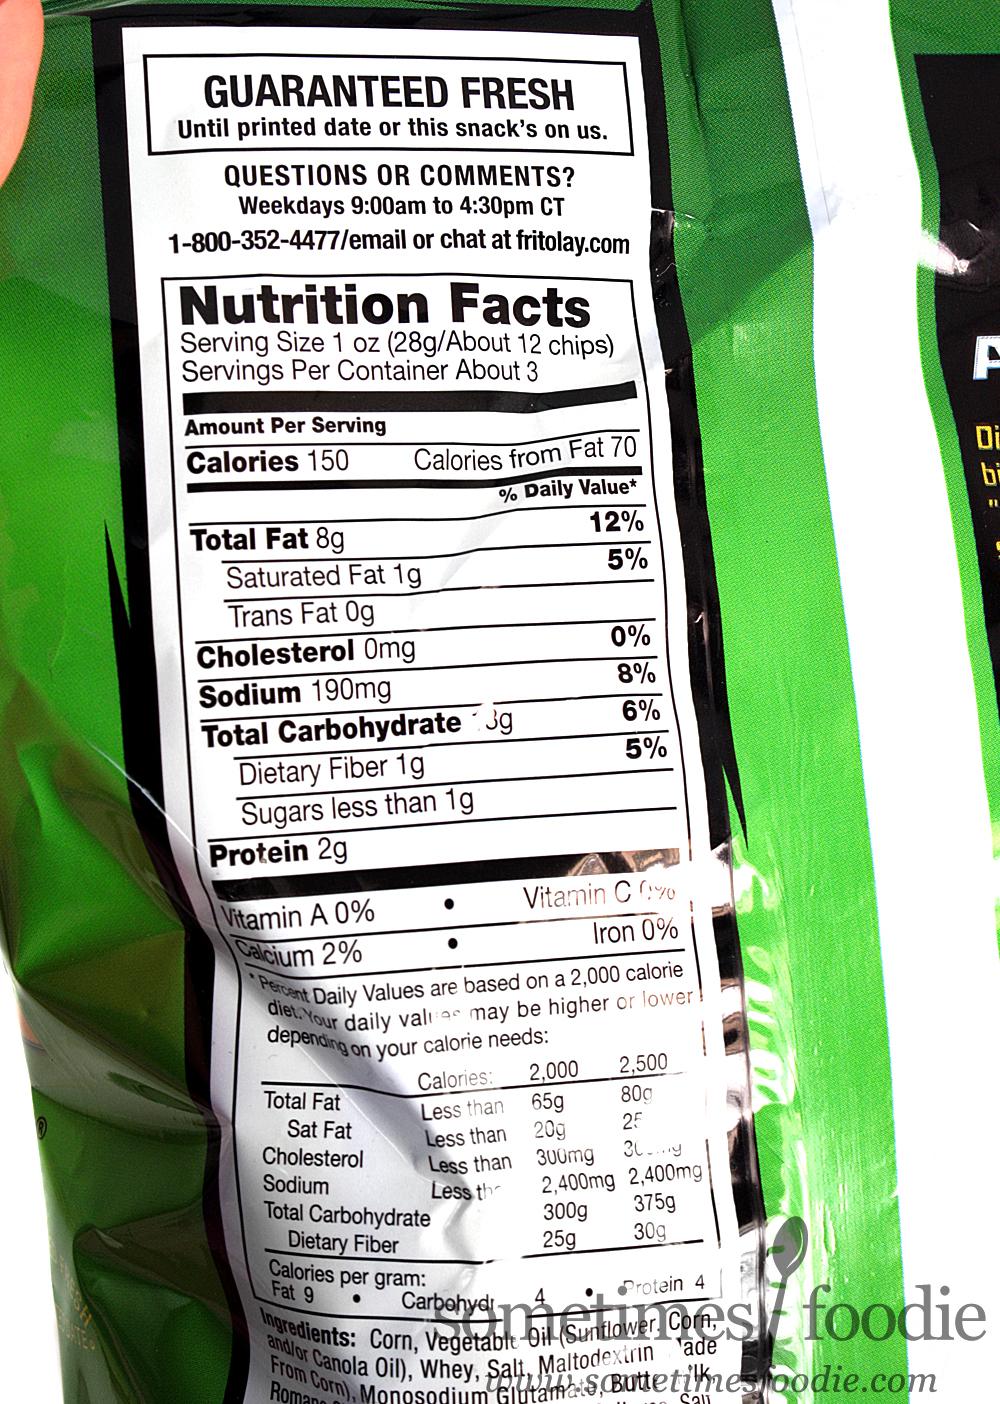 GUARANTEED FRESH
Until printed date or this snack's on us.
QUESTIONS OR COMMENTS?
Weekdays 9:00am to 4:30pm CT
1-800-352-4477/email or chat at fritolay.com
Nutrition Facts
Serving Size 1 oz (28g/About 12 chips)
Servings Per Container About 3
Amount Per Serving
Calories 150 Calories from Fat 70
% Daily Value*
Total Fat 8g 12%
Saturated Fat 1g 5%
Trans Fat 0g
Cholesterol 0mg 0%
Sodium 190mg 8%
Total Carbohydrate 6%
Dietary Fiber 1g 5%
Sugars less than 1g
Protein 2g
Vitamin A 0% • Vitamin C 0%
Calcium 2% • Iron 0%
* Percent Daily Values are based on a 2,000 calorie
diet. Your daily values may be higher or lower
depending on your calorie needs:
Calories: 2,000 2,500
Total Fat Less than 65g 80g
Sat Fat Less than 20g
Cholesterol Less than 300mg
Sodium Less 2,400mg 2,400mg
Total Carbohydrate 300g 375g
Dietary Fiber 25g 30g
Calories per gram:
Fat 9 • Carbohydrate 4 • Protein 4
Ingredients: Corn, Vegetable Oil (Sunflower, Corn,
and/or Canola Oil), Whey, Salt, Maltodextrin
From Corn), Monosodium Glutamate,
sometimes foodie
www.sometimesfoodie.com